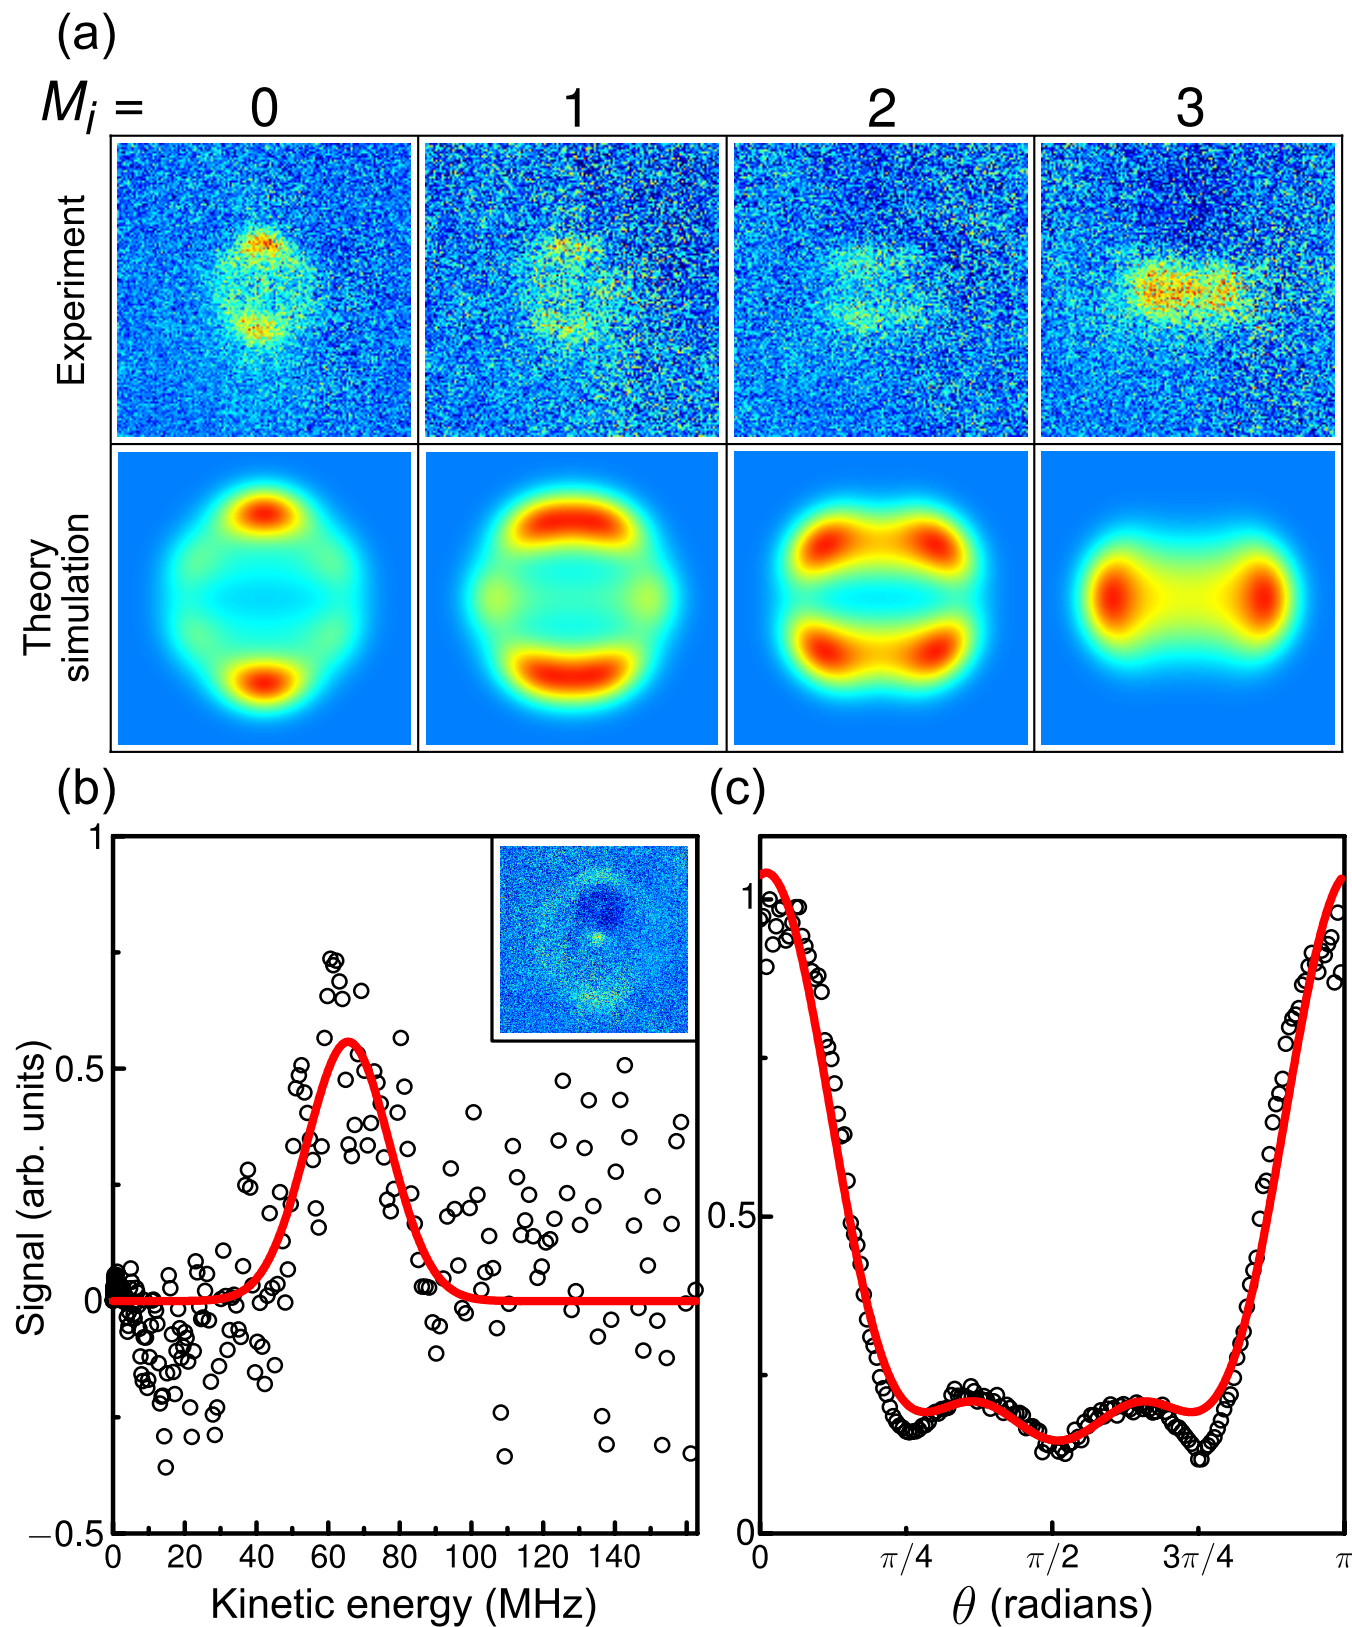 (a)
Mi = 0 1 2 3
Experiment
Theory
simulation
(b)
1
0.5
0
−0.5
Signal (arb. units)
0 20 40 60 80 100 120 140
Kinetic energy (MHz)
(c)
1
0.5
0
0 π/4 π/2 3π/4 π
θ (radians)